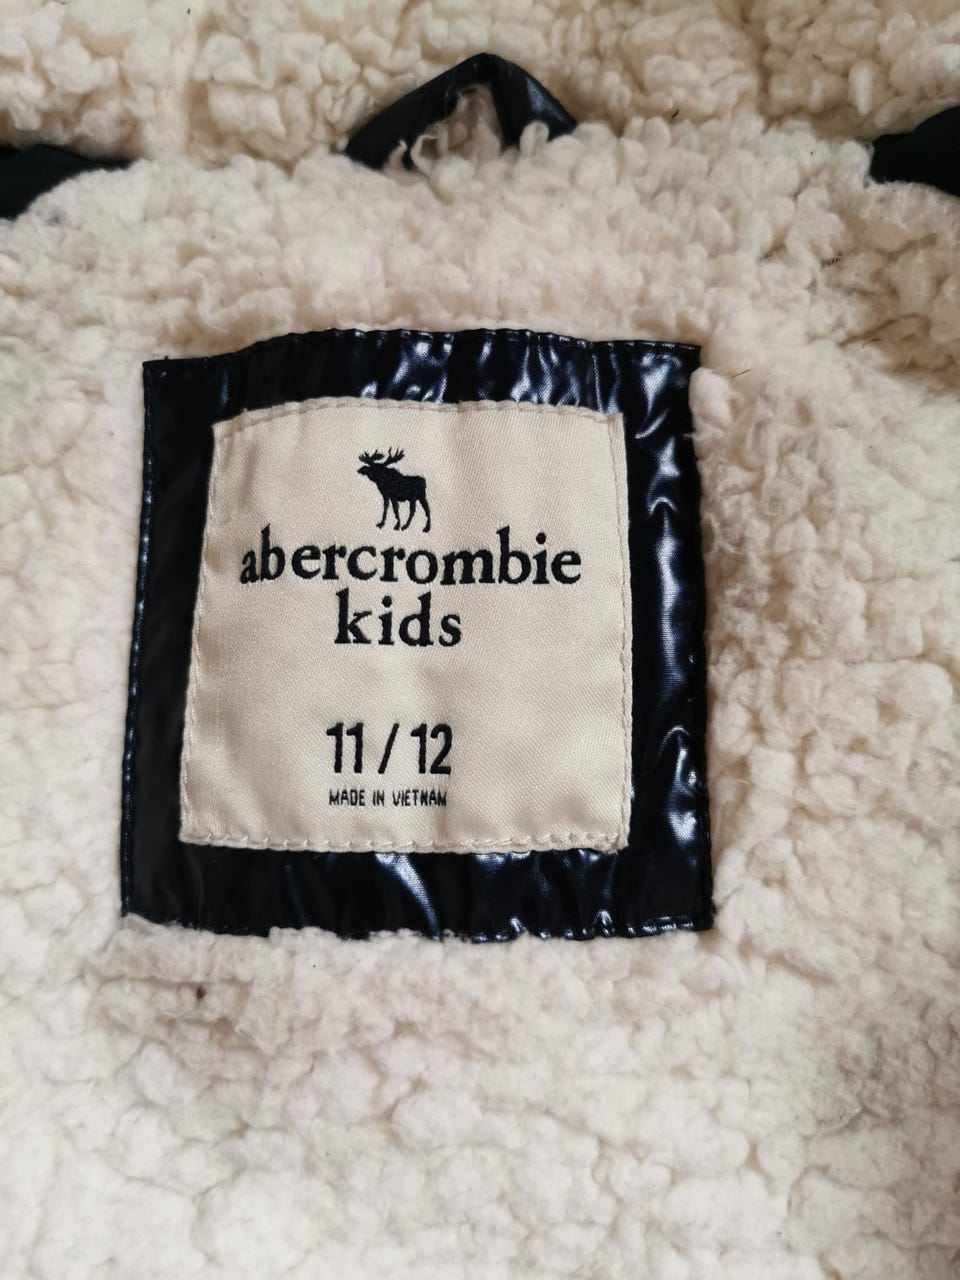 abercrombie
kids
11 / 12
MADE IN VIETNAM